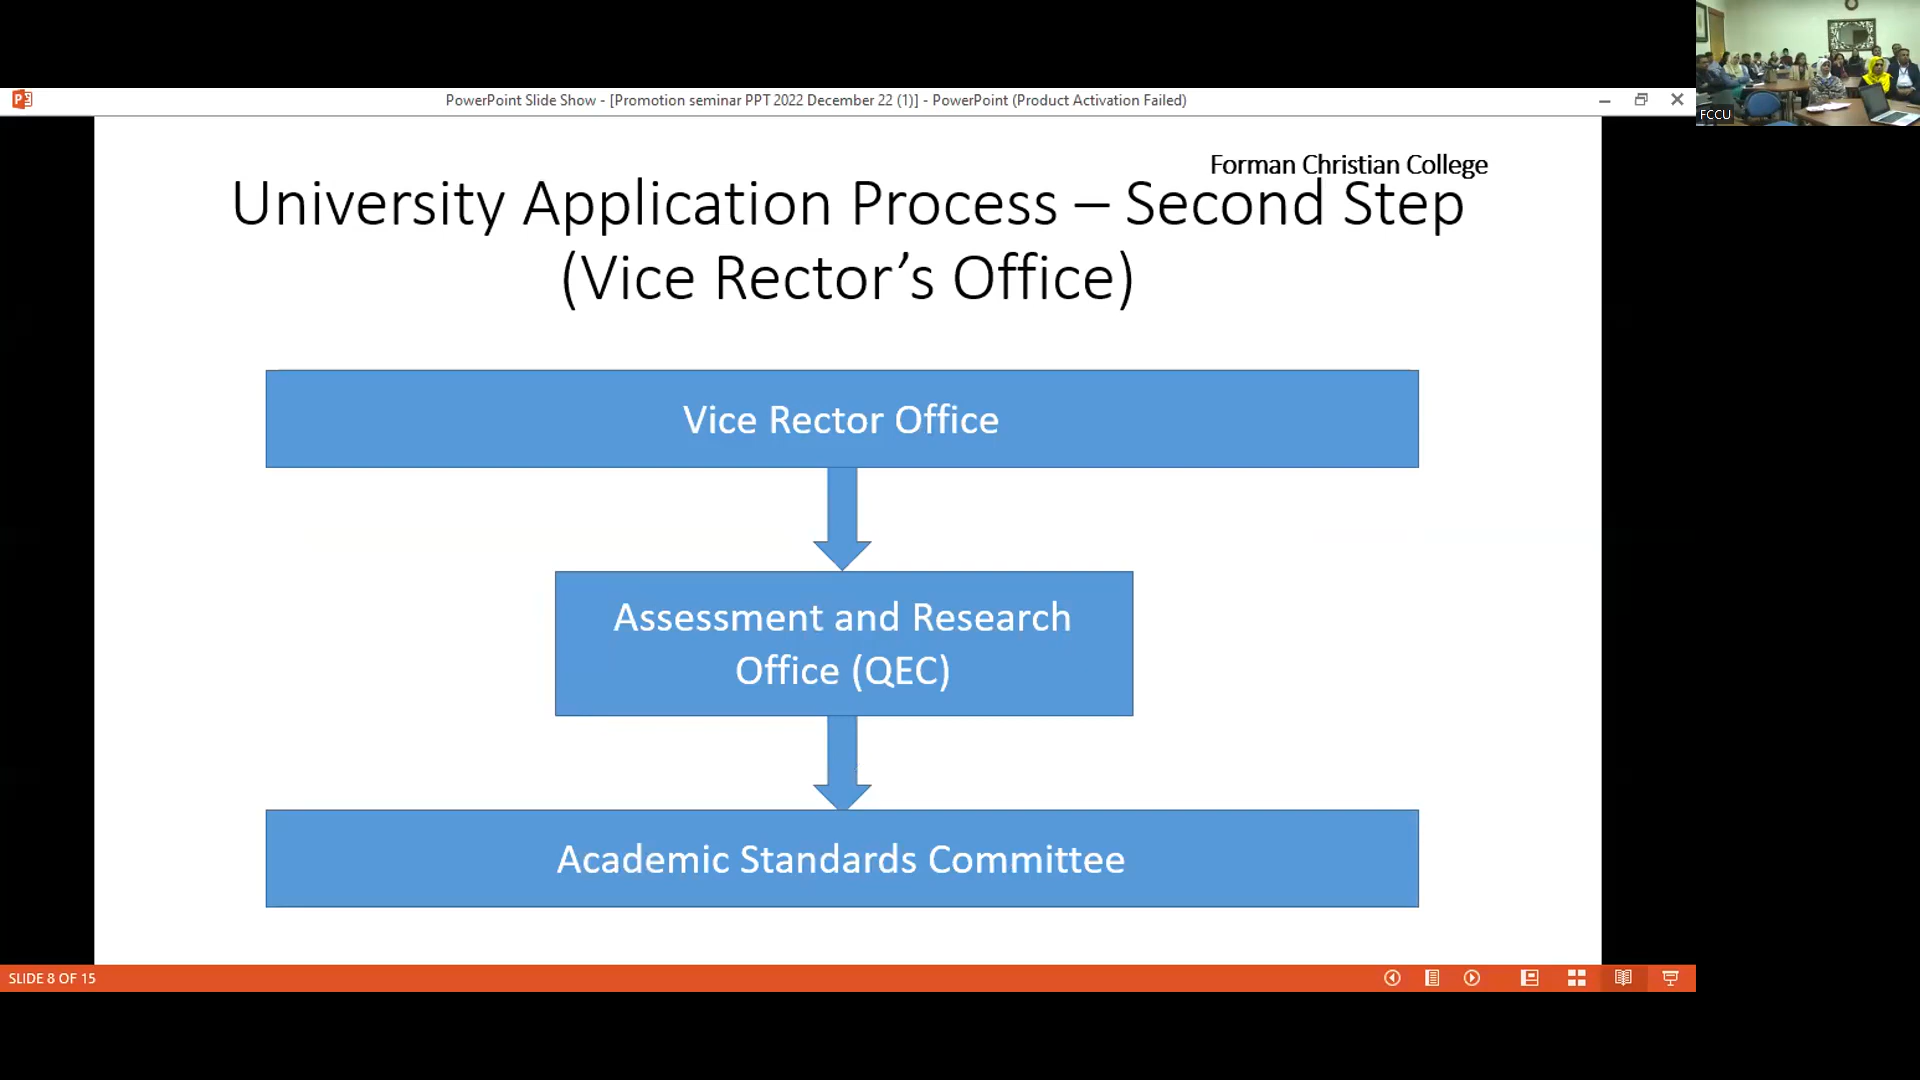 PowerPoint Slide Show - [Promotion seminar PPT 2022 December 22 (1)] - PowerPoint (Product Activation Failed)
FCCU
Forman Christian College
University Application Process – Second Step
(Vice Rector’s Office)
Vice Rector Office
Assessment and Research
Office (QEC)
Academic Standards Committee
SLIDE 8 OF 15